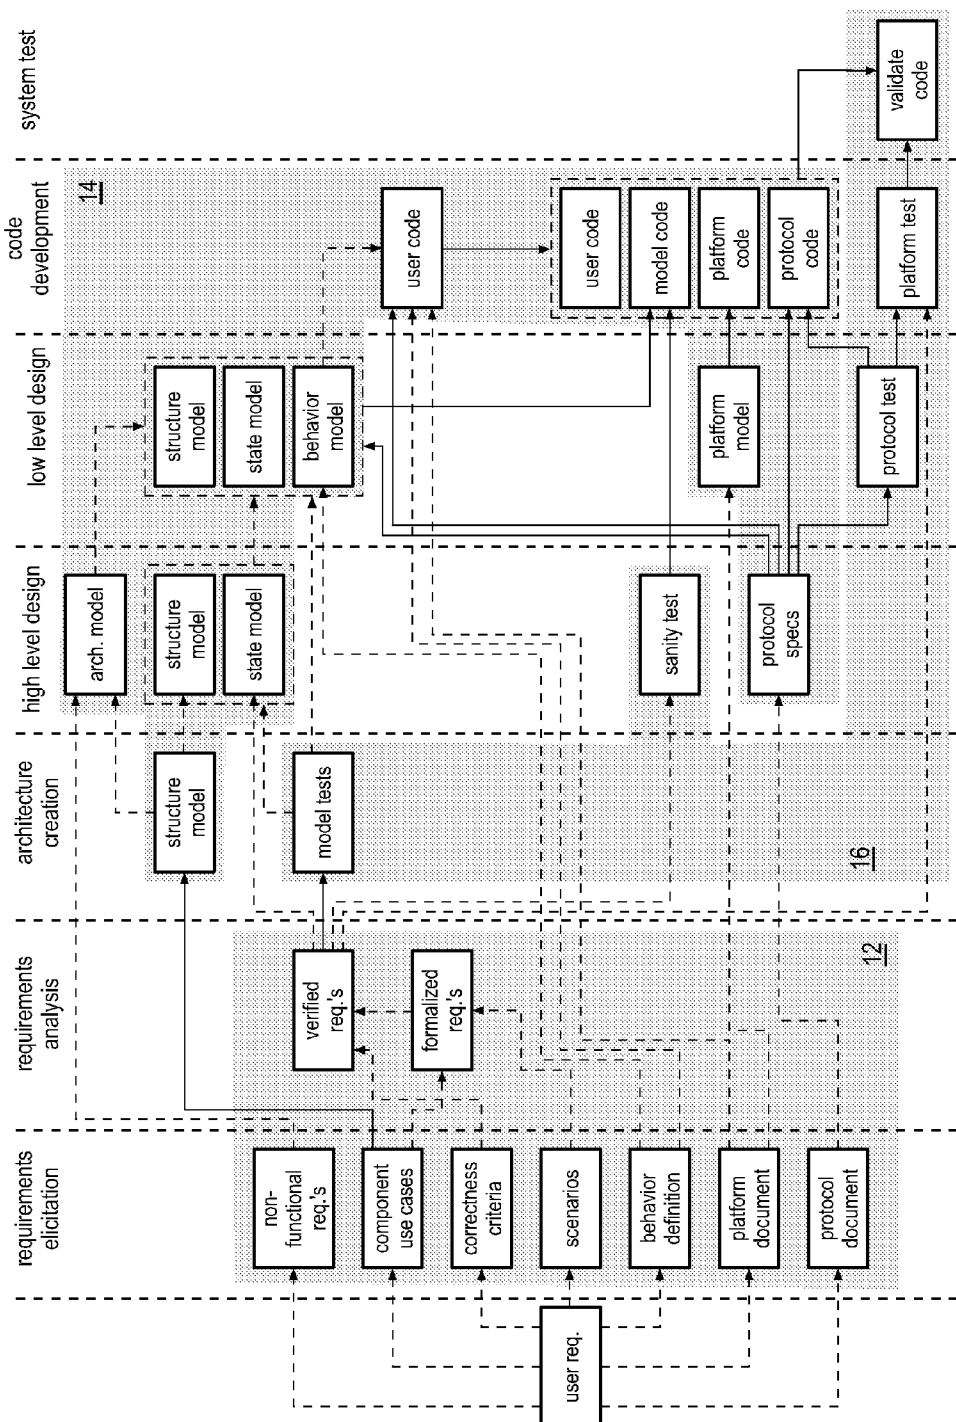 requirements
elicitation
requirements
analysis
architecture
creation
high level design
low level design
code
development
system test
user req.
non-
functional
req.'s
component
use cases
correctness
criteria
scenarios
behavior
definition
platform
document
protocol
document
verified
req.'s
formalized
req.'s
12
structure
model
model tests
16
arch. model
structure
model
state model
sanity test
protocol
specs
structure
model
state model
behavior
model
platform
model
protocol test
14
user code
user code
model code
platform
code
protocol
code
platform test
validate
code